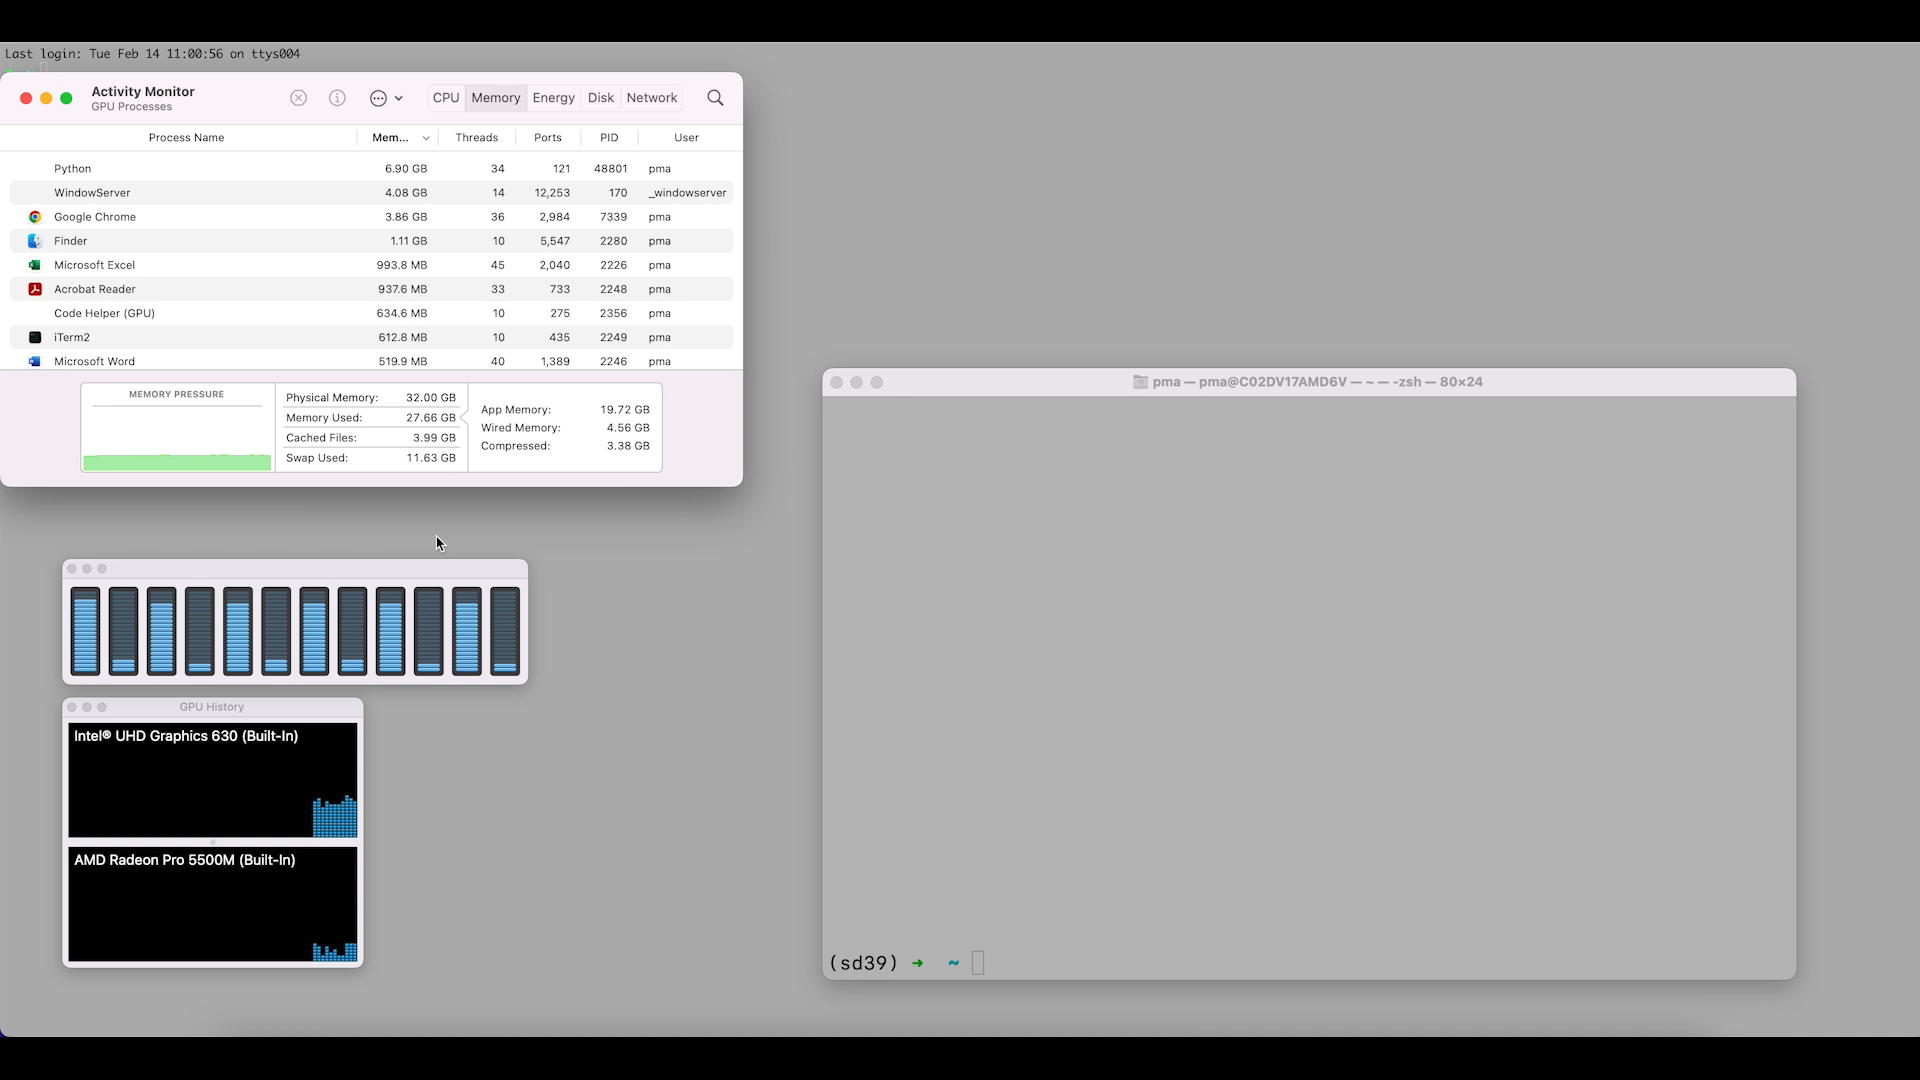 Last login: Tue Feb 14 11:00:56 on ttys004
Activity Monitor
GPU Processes
CPU Memory Energy Disk Network
Process Name Mem... Threads Ports PID User
Python 6.90 GB 34 121 48801 pma
WindowServer 4.08 GB 14 12,253 170 _windowserver
Google Chrome 3.86 GB 36 2,984 7339 pma
Finder 1.11 GB 10 5,547 2280 pma
Microsoft Excel 993.8 MB 45 2,040 2226 pma
Acrobat Reader 937.6 MB 33 733 2248 pma
Code Helper (GPU) 634.6 MB 10 275 2356 pma
iTerm2 612.8 MB 10 435 2249 pma
Microsoft Word 519.9 MB 40 1,389 2246 pma
MEMORY PRESSURE
Physical Memory: 32.00 GB
Memory Used: 27.66 GB
Cached Files: 3.99 GB
Swap Used: 11.63 GB
App Memory: 19.72 GB
Wired Memory: 4.56 GB
Compressed: 3.38 GB
GPU History
Intel® UHD Graphics 630 (Built-In)
AMD Radeon Pro 5500M (Built-In)
pma — pma@C02DV17AMD6V — ~ — -zsh — 80×24
(sd39) ➜ ~